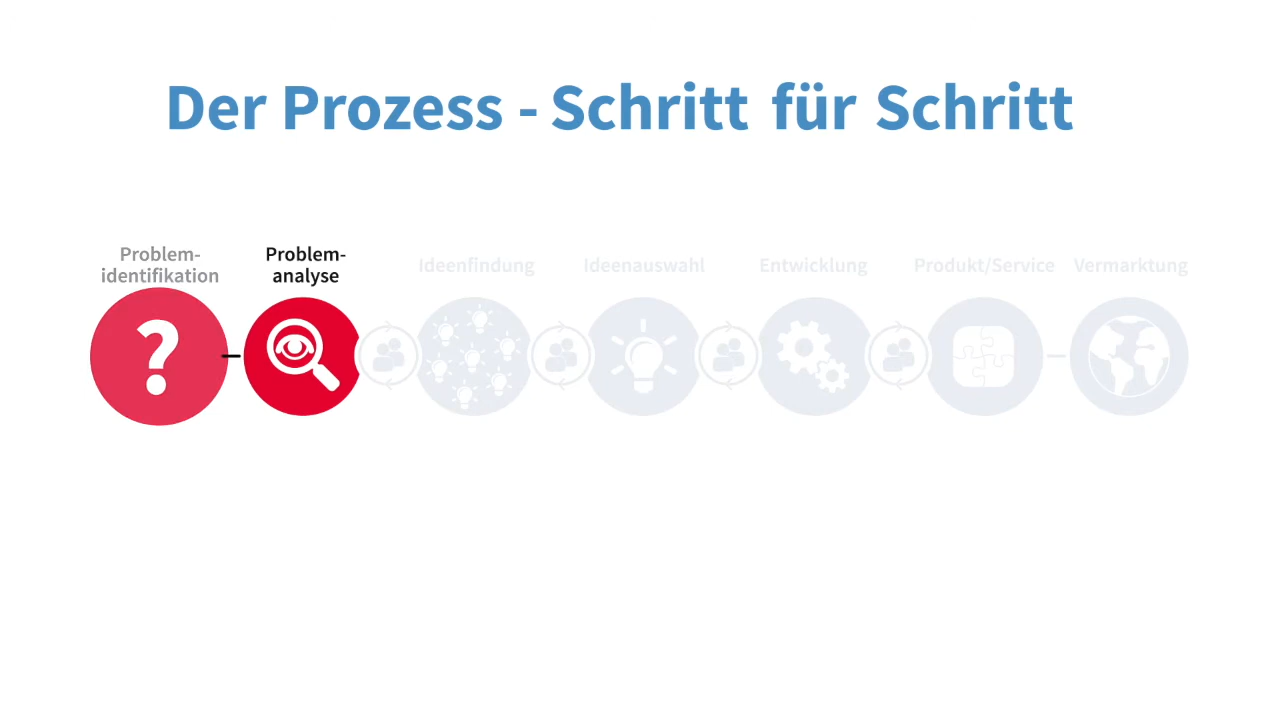 Der Prozess - Schritt für Schritt
Problem-
identifikation
Problem-
analyse
Ideenfindung
Ideenauswahl
Entwicklung
Produkt/Service
Vermarktung
?